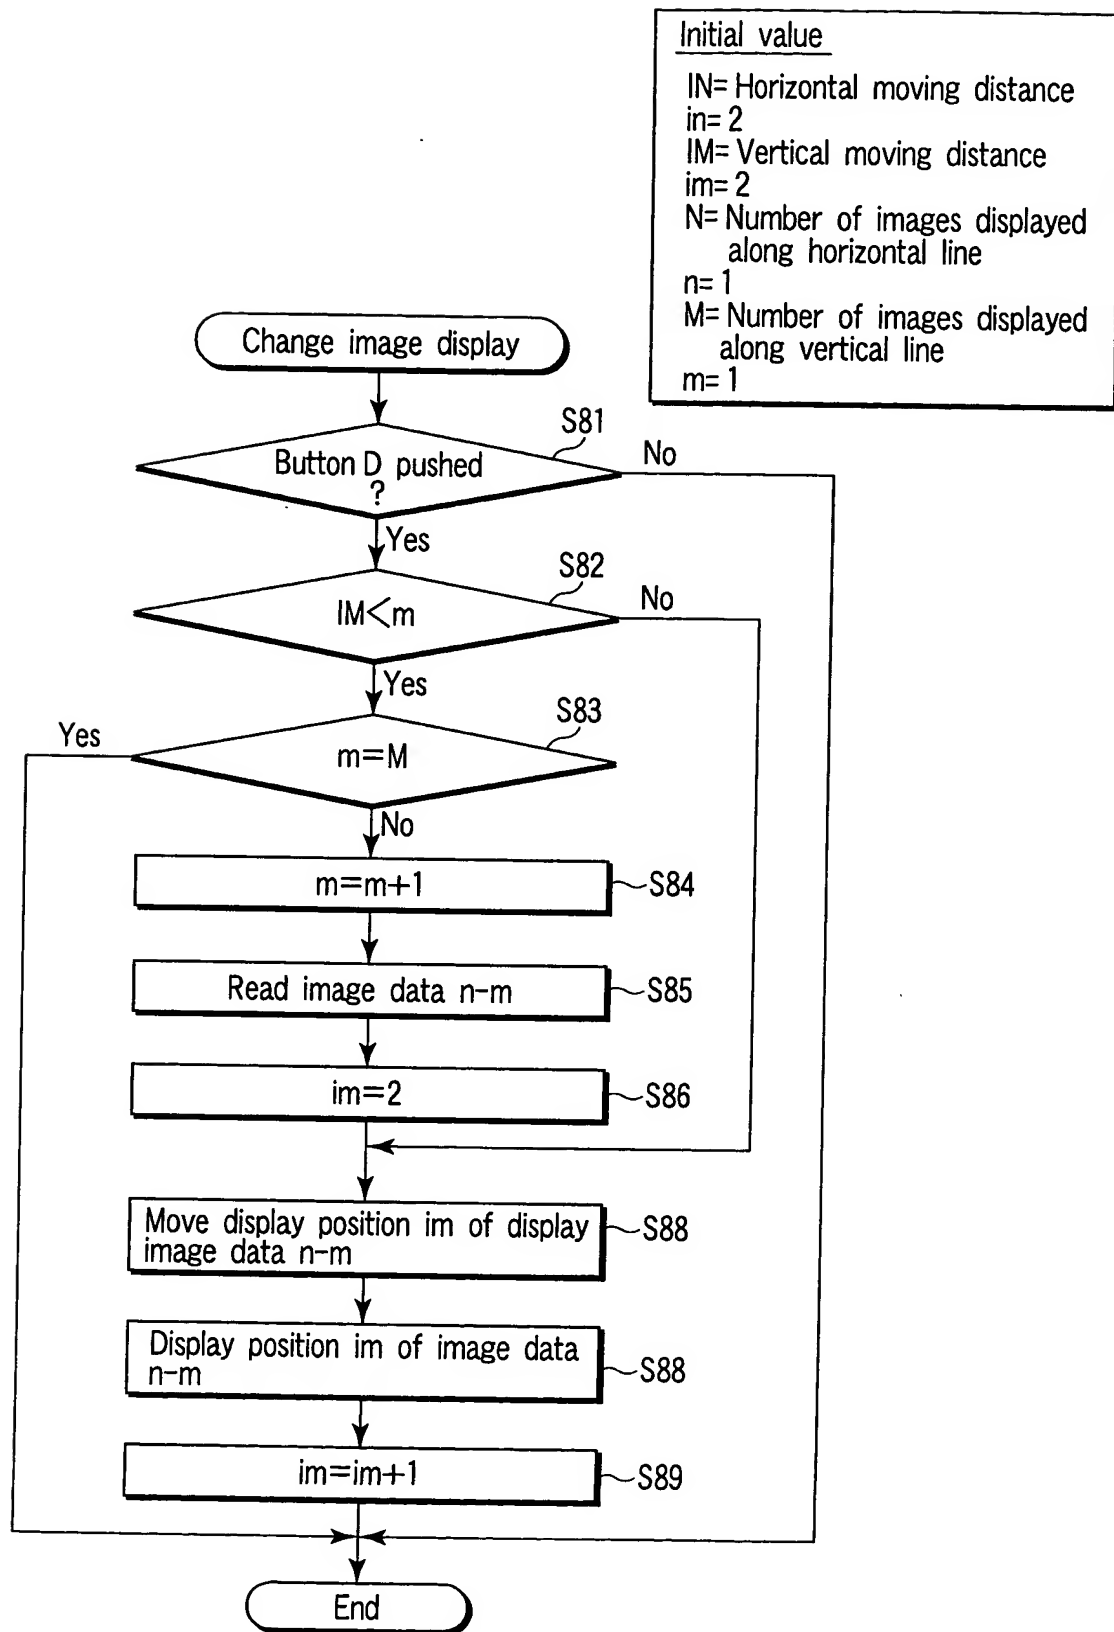 Initial value
IN= Horizontal moving distance
in= 2
IM= Vertical moving distance
im= 2
N= Number of images displayed
along horizontal line
n= 1
M= Number of images displayed
along vertical line
m= 1
Change image display
S81
Button D pushed
?
No
Yes
S82
IM<m
No
Yes
S83
Yes
m=M
No
m=m+1
S84
Read image data n-m
S85
im=2
S86
Move display position im of display
image data n-m
S88
Display position im of image data
n-m
S88
im=im+1
S89
End